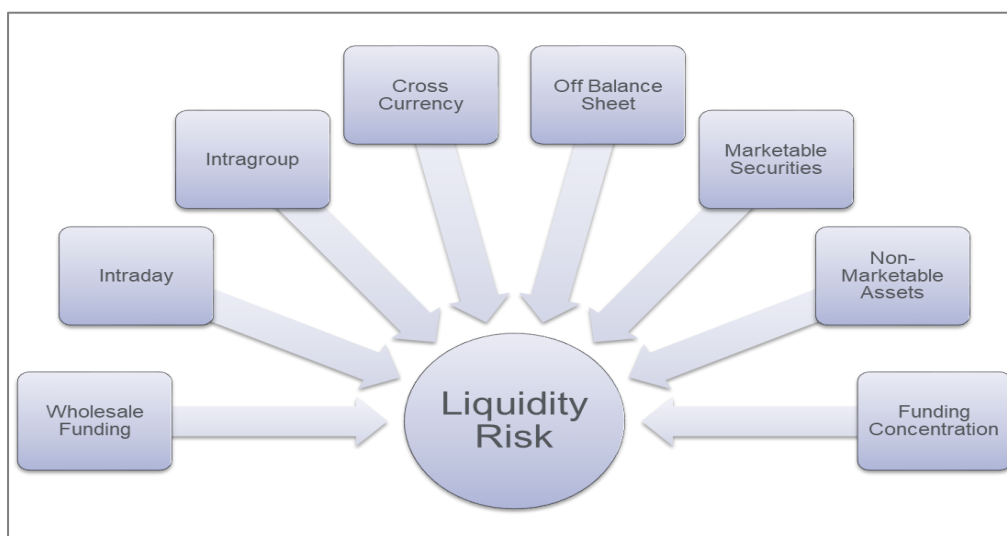 Wholesale
Funding
Intraday
Intragroup
Cross
Currency
Off Balance
Sheet
Marketable
Securities
Non-
Marketable
Assets
Funding
Concentration
Liquidity
Risk